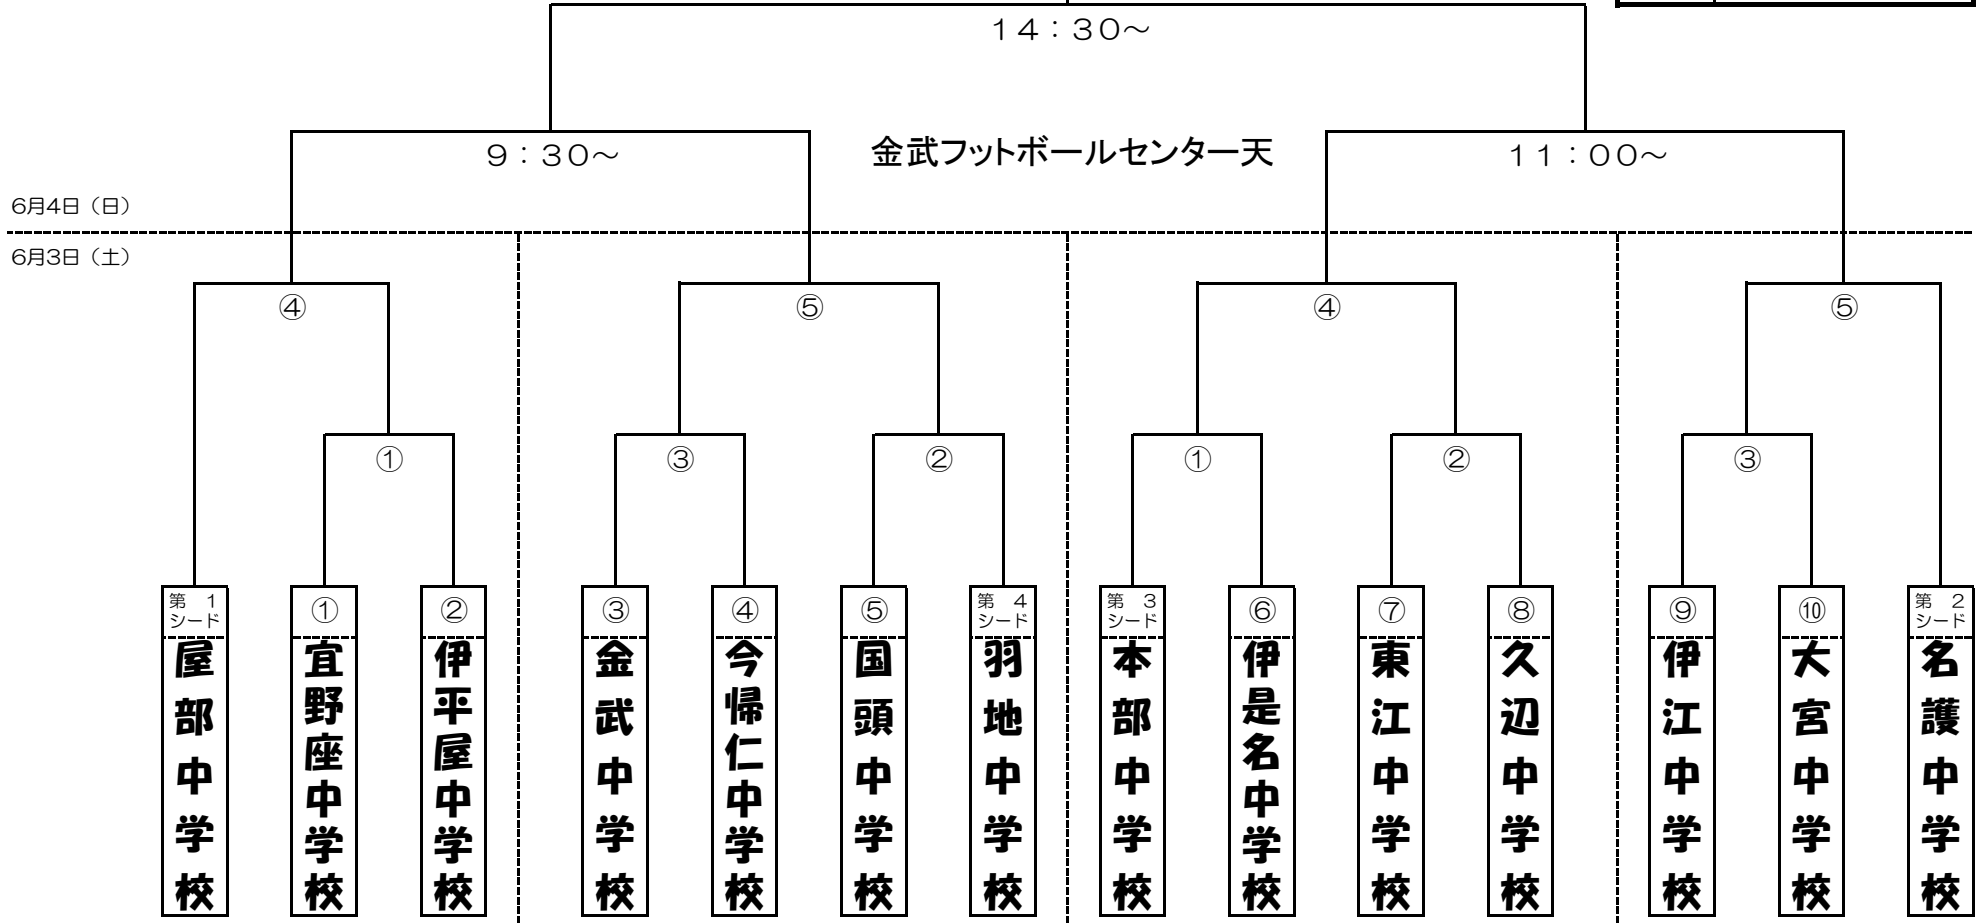 １４：３０～
９：３０～
金武フットボールセンター天
１１：００～
6月4日（日）
6月3日（土）
④
⑤
④
⑤
①
③
②
①
②
③
第　１
シード
屋部中学校
①
宜野座中学校
②
伊平屋中学校
③
金武中学校
④
今帰仁中学校
⑤
国頭中学校
第　４
シード
羽地中学校
第　３
シード
本部中学校
⑥
伊是名中学校
⑦
東江中学校
⑧
久辺中学校
⑨
伊江中学校
⑩
大宮中学校
第　２
シード
名護中学校